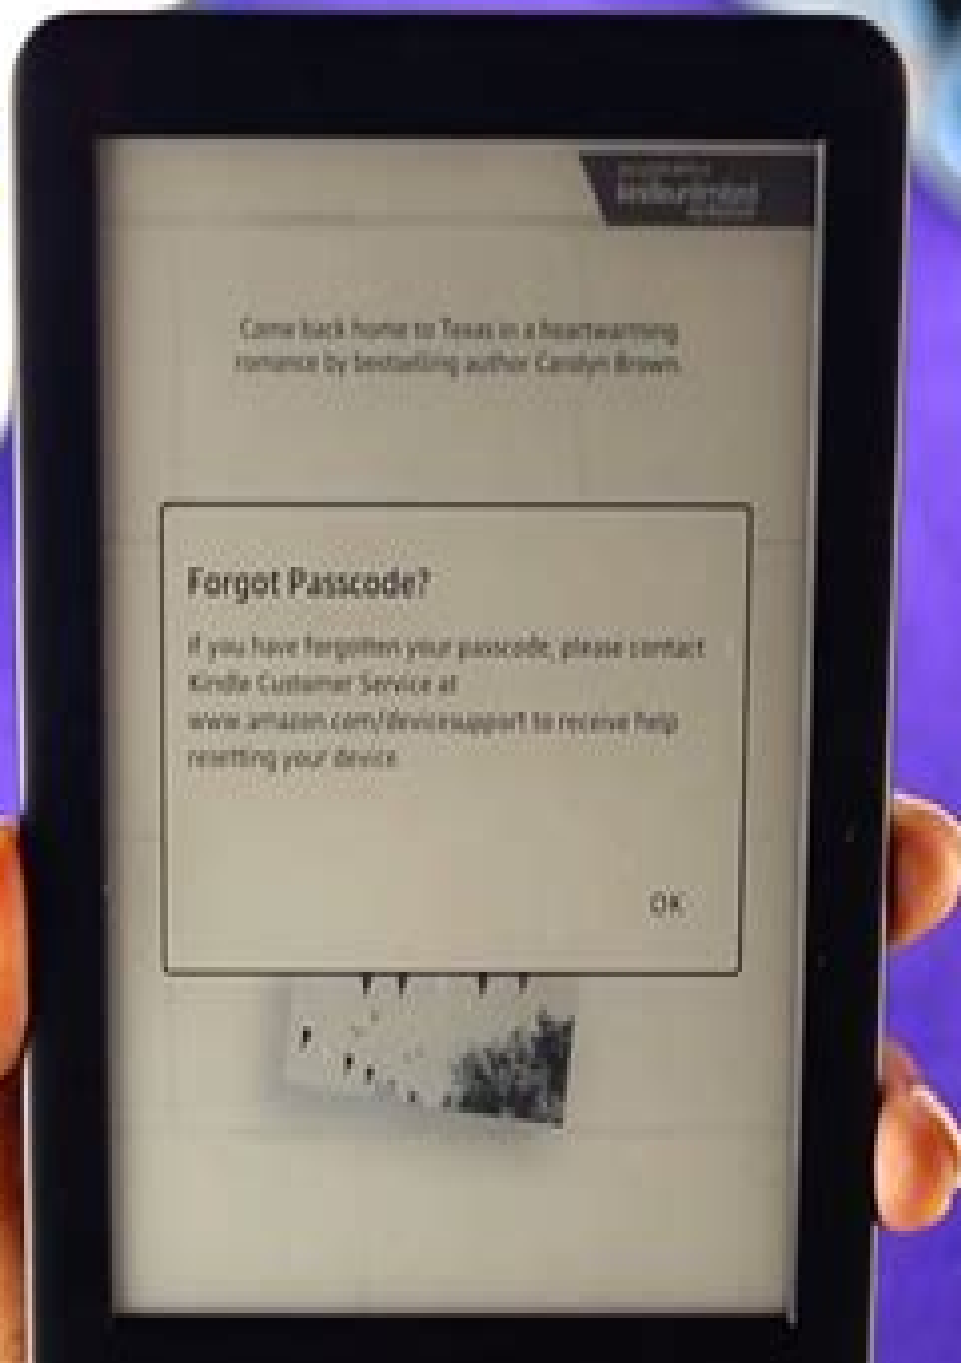 kindleunlimited
Come back home to Texas in a heartwarming
romance by bestselling author Carolyn Brown.
Forgot Passcode?
If you have forgotten your passcode, please contact
Kindle Customer Service at
www.amazon.com/devicesupport to receive help
resetting your device.
OK